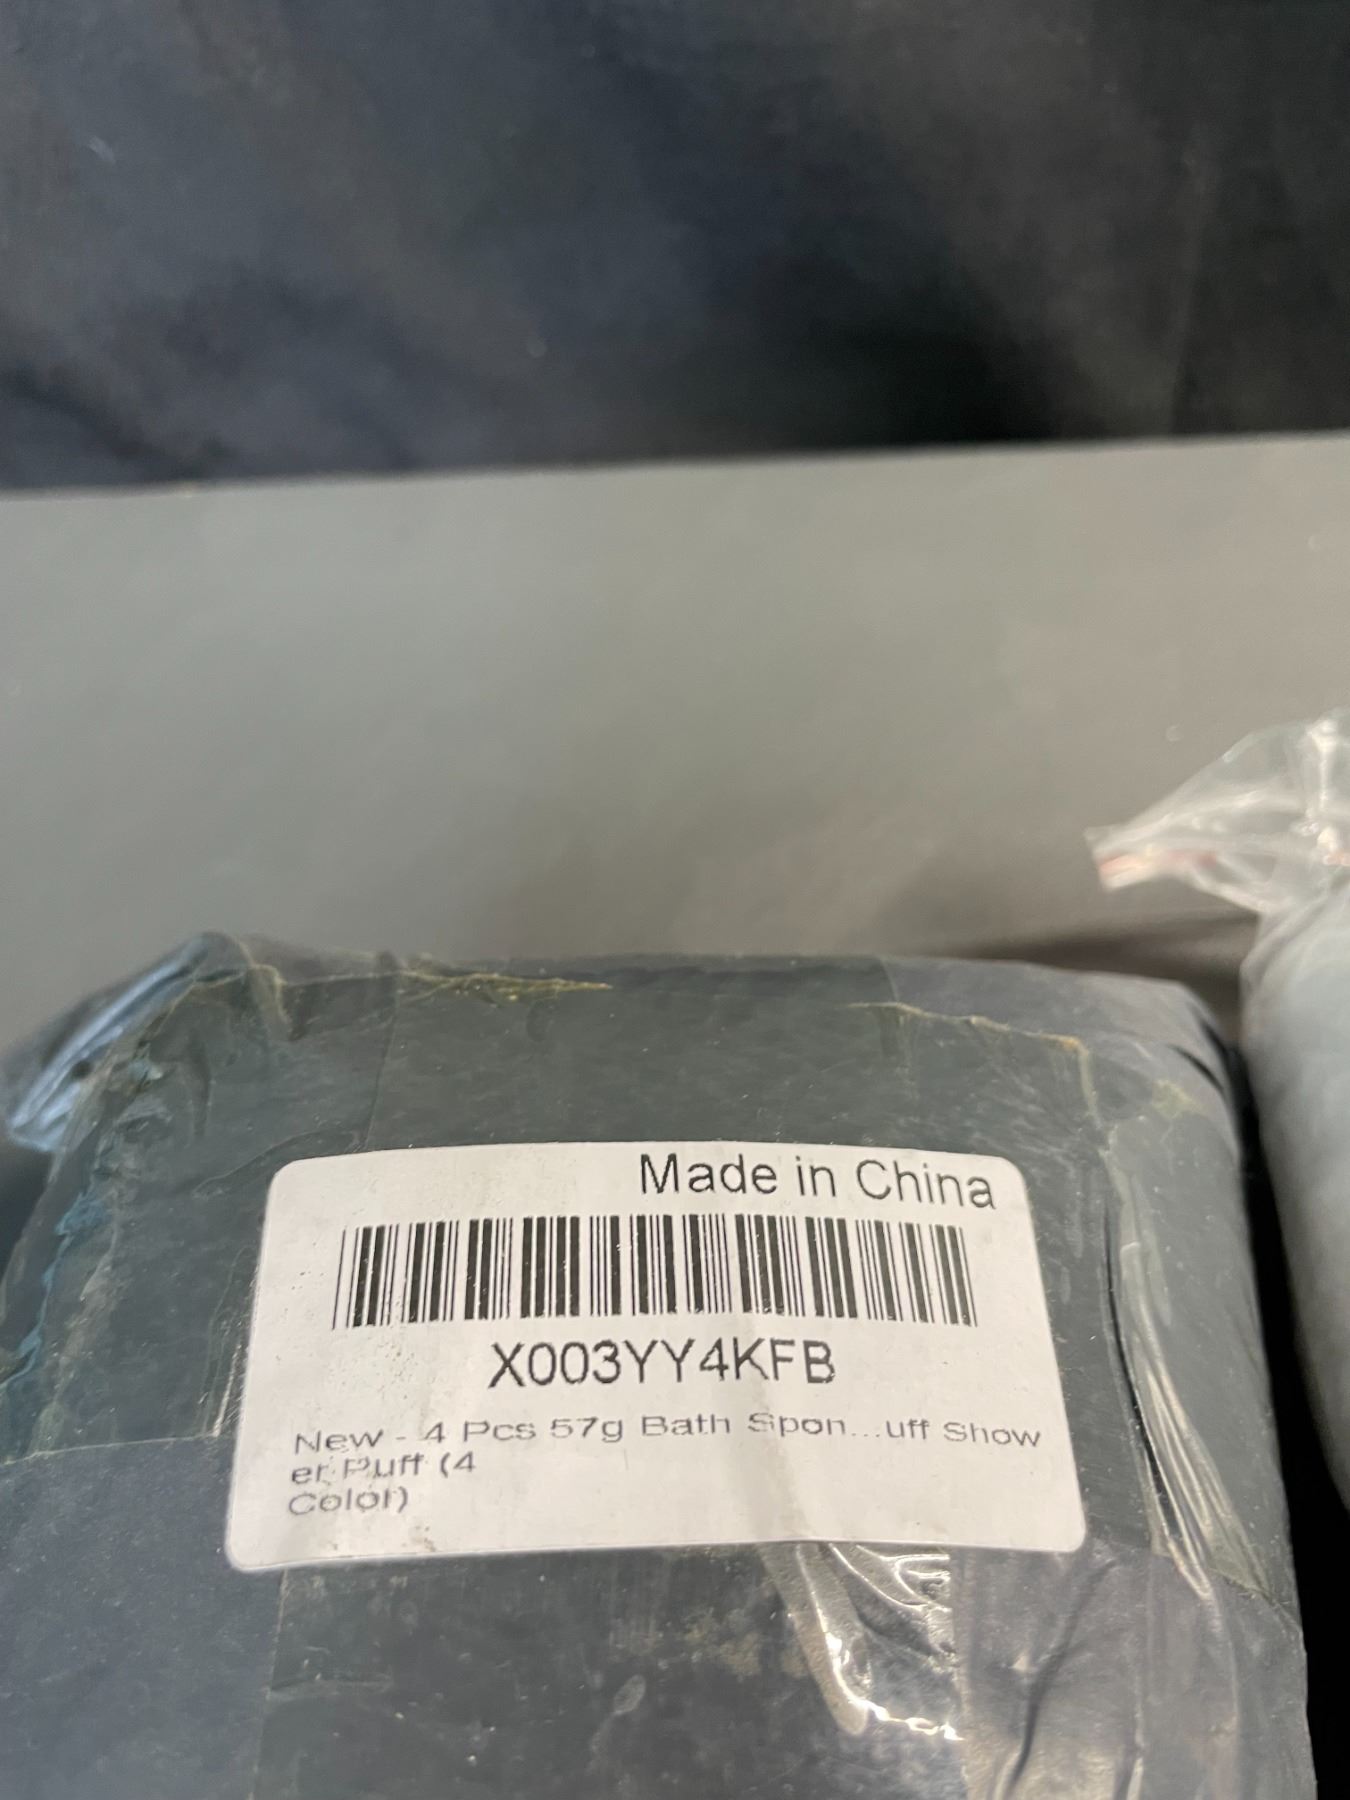 Made in China
X003YY4KFB
New - 4 Pcs 57g Bath Spon...uff Show
er Puff (4
Color)